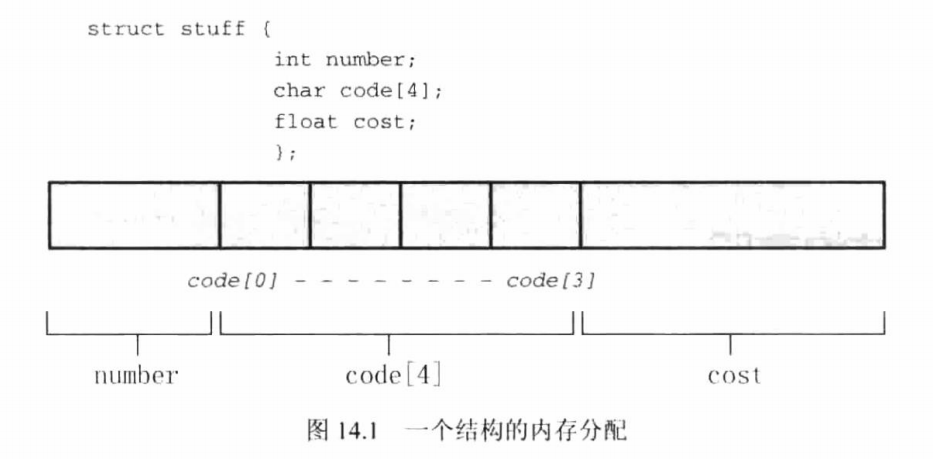 struct stuff {
int number;
char code[4];
float cost;
};
code[0] - - - - - - - - code[3]
number code[4] cost
图 14.1 一个结构的内存分配